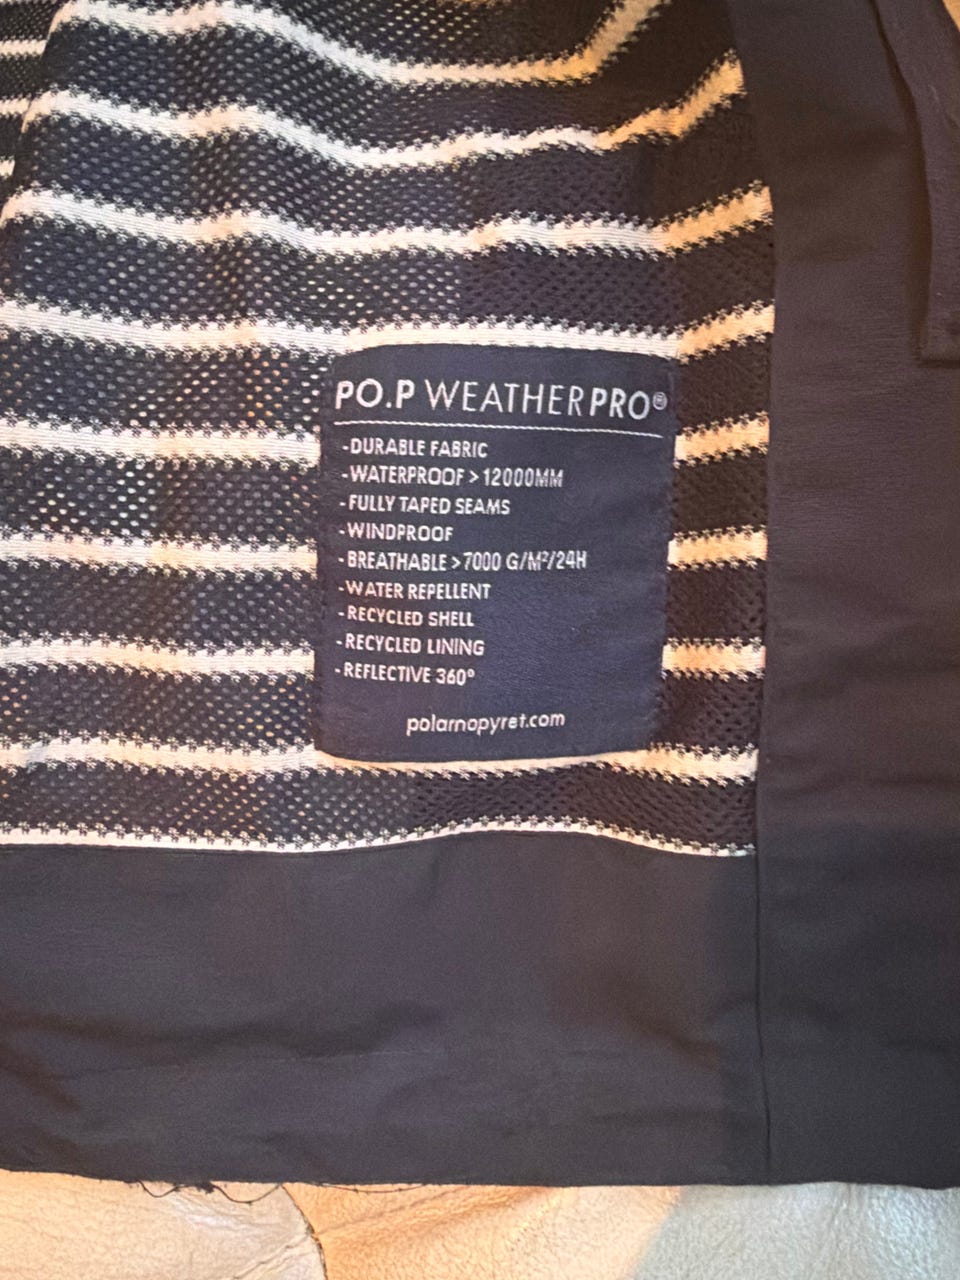 PO.P WEATHERPRO®
-DURABLE FABRIC
-WATERPROOF > 12000MM
-FULLY TAPED SEAMS
-WINDPROOF
-BREATHABLE >7000 G/M²/24H
-WATER REPELLENT
-RECYCLED SHELL
-RECYCLED LINING
-REFLECTIVE 360°
polarnopyret.com